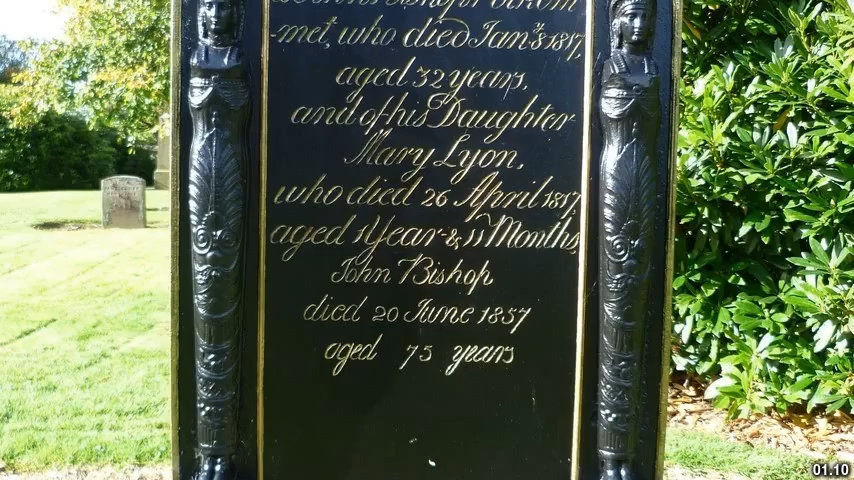 -met, who died Jan.y 8 1817,
aged 32 years,
and of his Daughter
Mary Lyon,
who died 26 April 1817,
aged 1 Year & 11 Months,
John Bishop
died 20 June 1857
aged 75 years
01.10